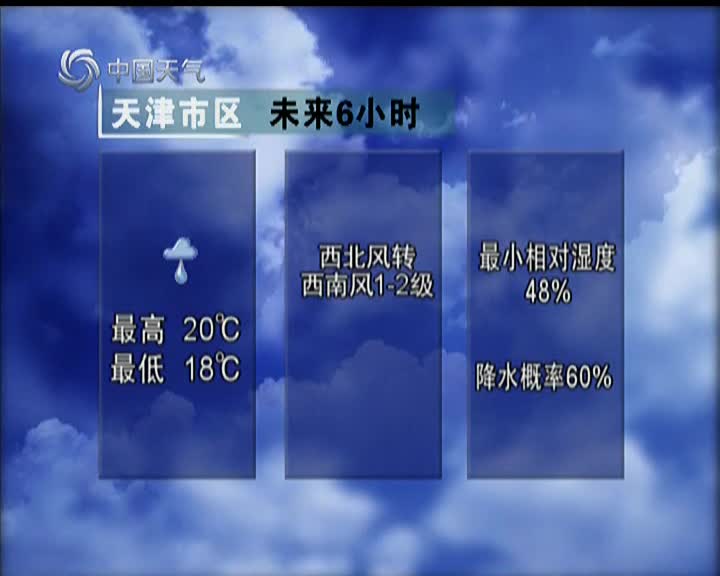 中国天气
天津市区 未来6小时
最高 20℃
最低 18℃
西北风转
西南风1-2级
最小相对湿度
48%
降水概率60%